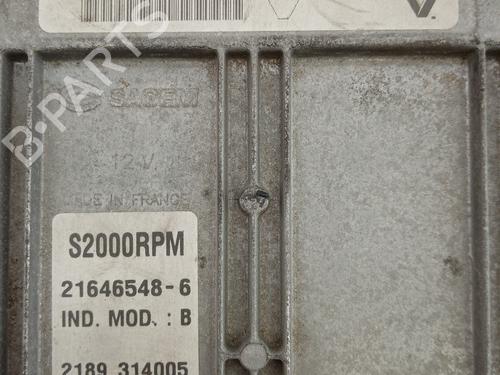 B-PARTS
SAGEM
12 V.
MADE IN FRANCE
S2000RPM
21646548-6
IND. MOD. : B
2189 314005